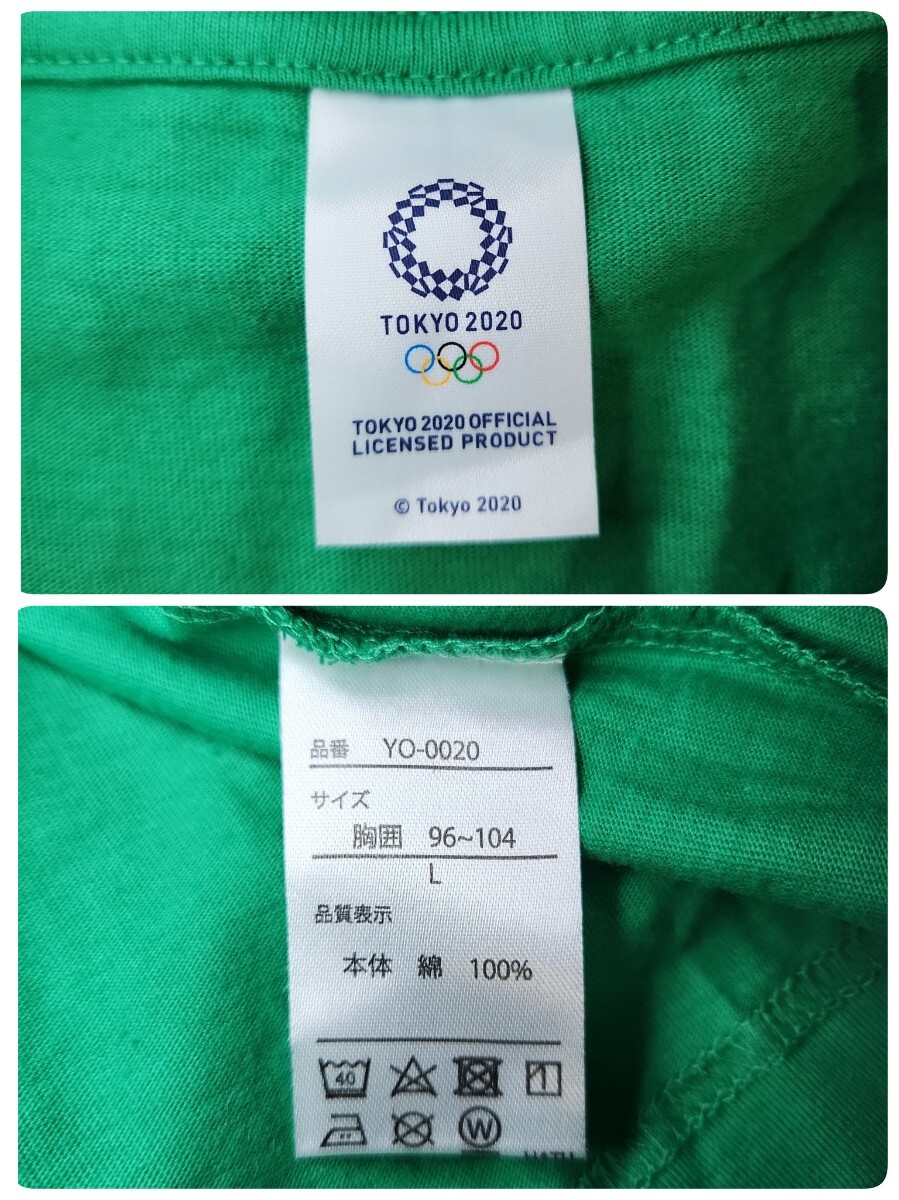 TOKYO 2020
TOKYO 2020 OFFICIAL
LICENSED PRODUCT
© Tokyo 2020
品番 YO-0020
サイズ
胸囲 96~104
L
品質表示
本体 綿 100%
40
W